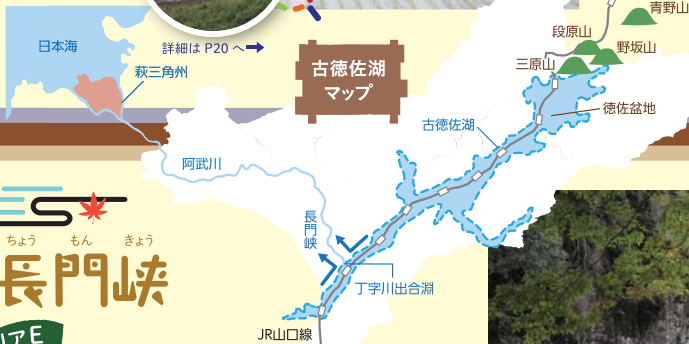 日本海
詳細は P20 へ
萩三角州
古徳佐湖
マップ
青野山
段原山
野坂山
三原山
徳佐盆地
古徳佐湖
阿武川
長門峡
丁字川出合淵
JR山口線
ちょう もん きょう
長門峡
リアE